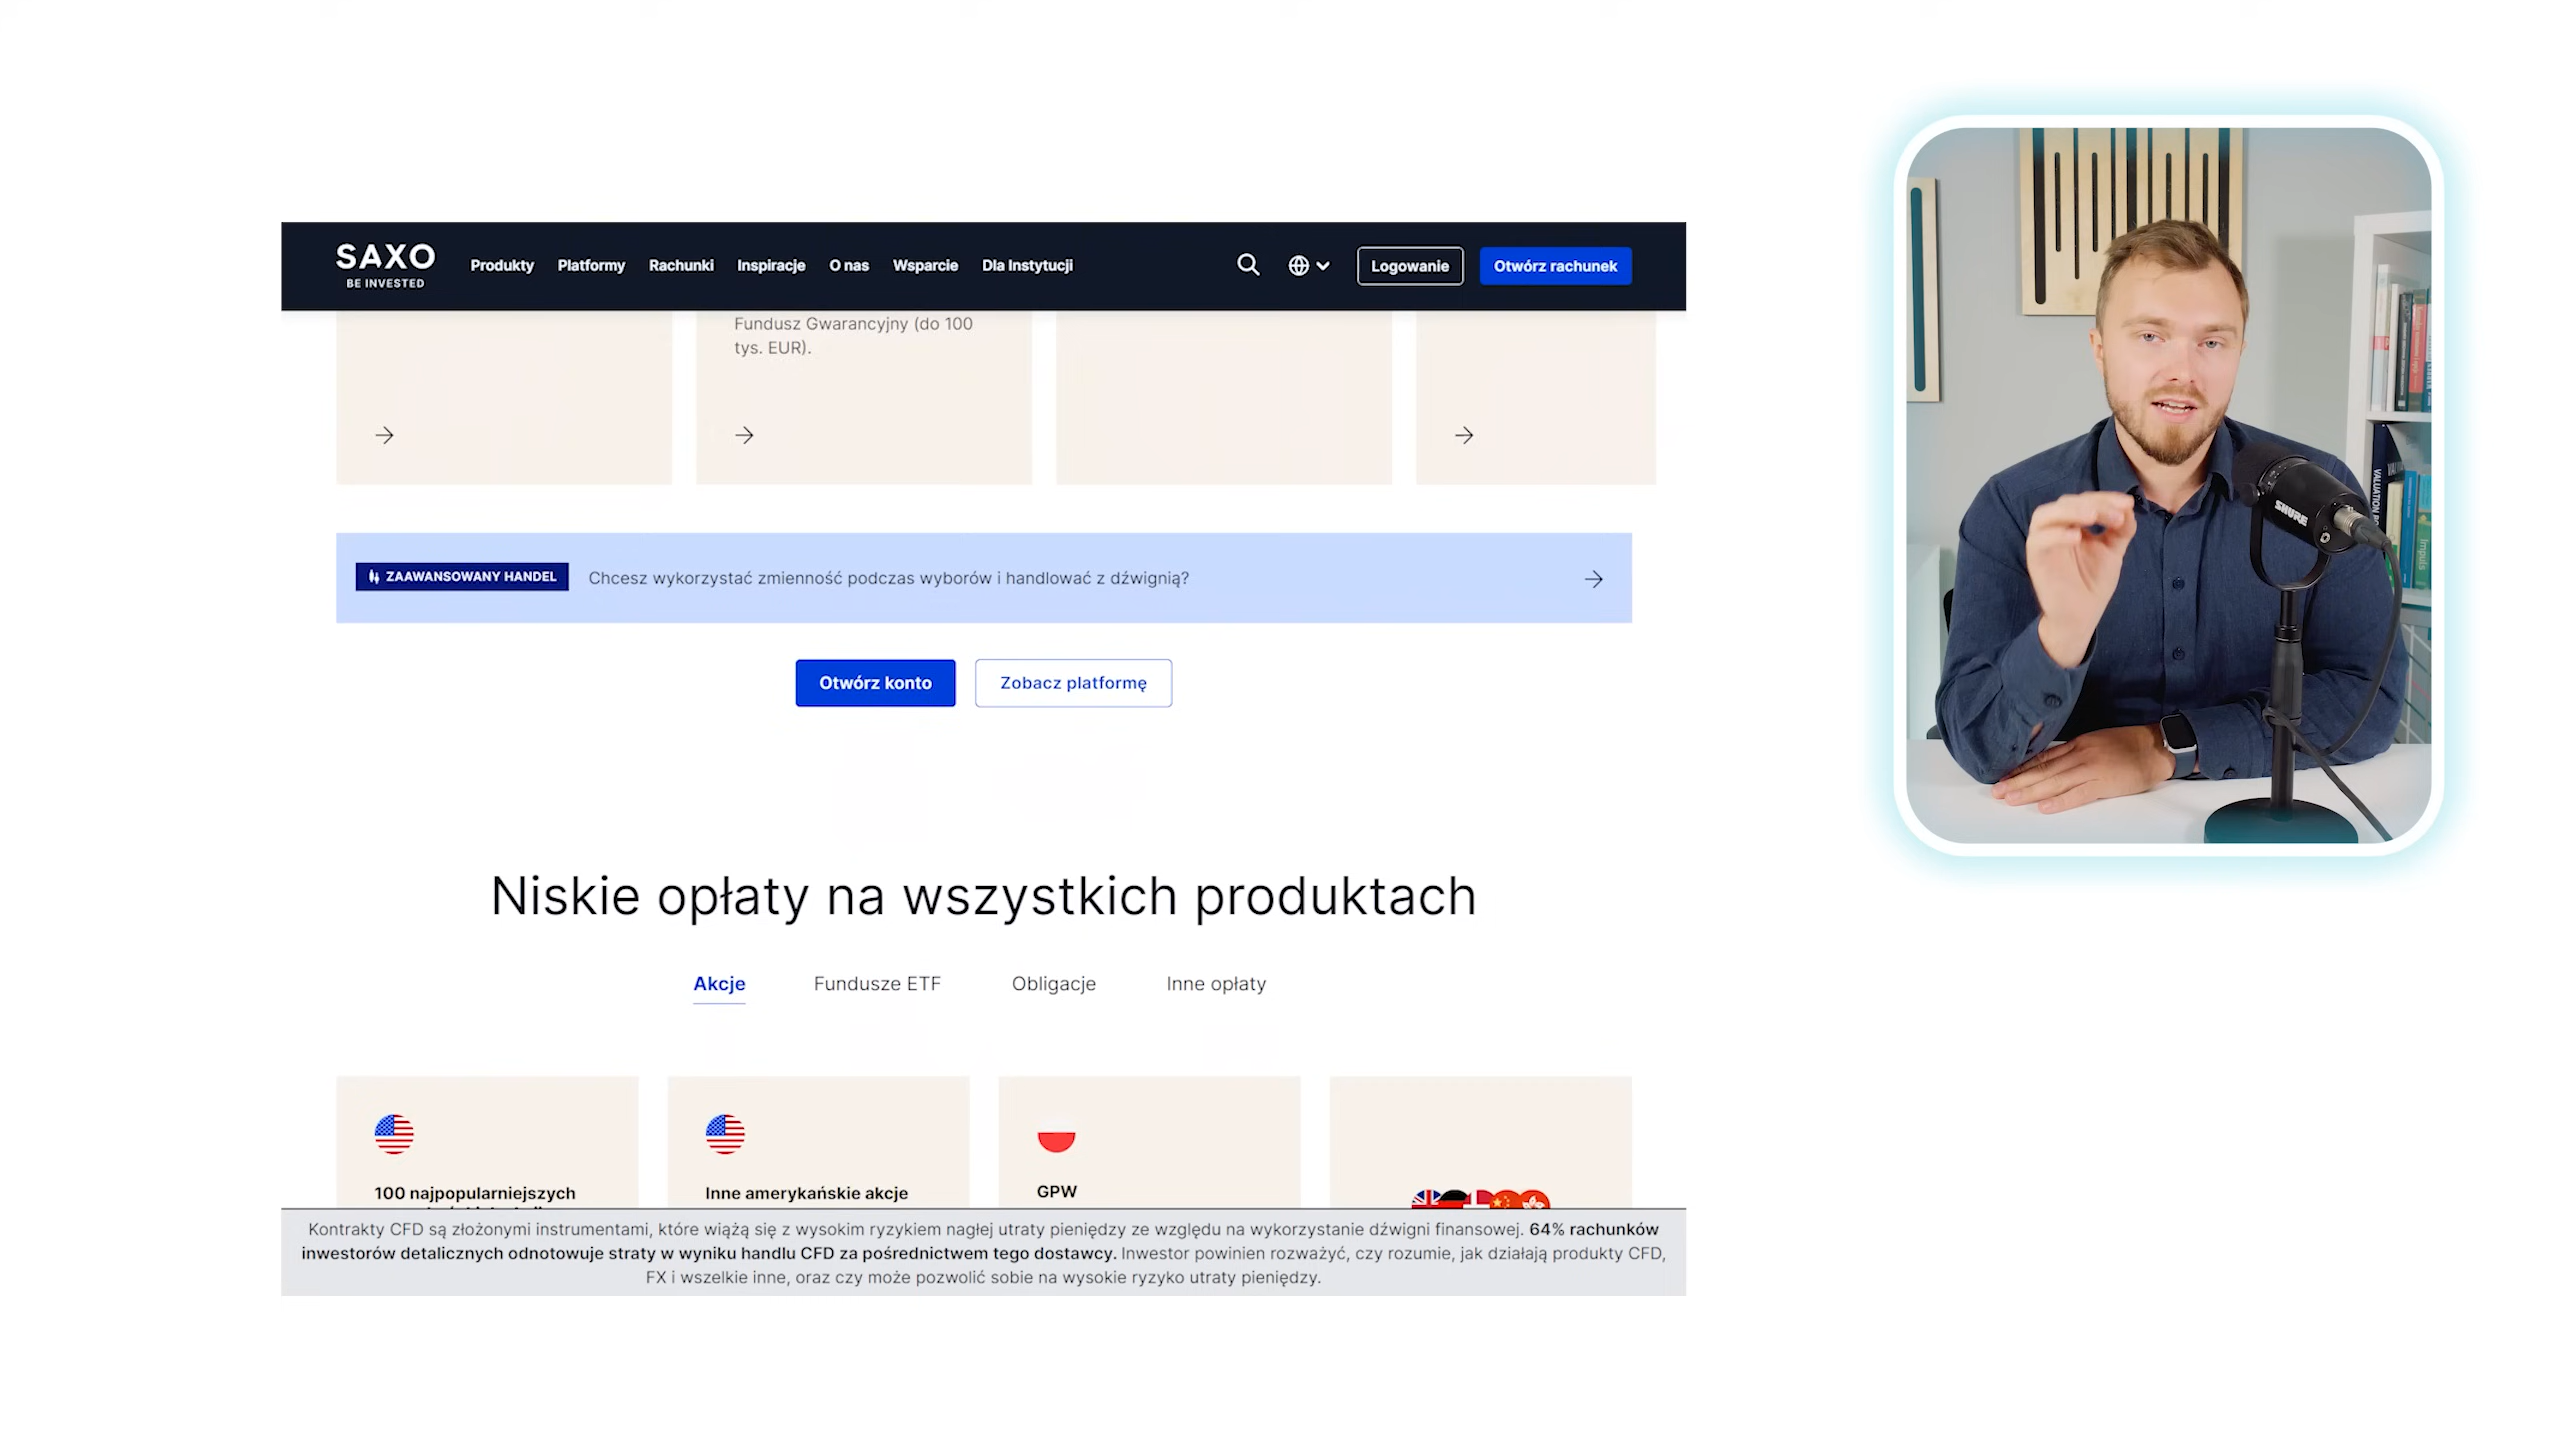 SAXO
BE INVESTED
Produkty Platformy Rachunki Inspiracje O nas Wsparcie Dla Instytucji
Logowanie
Otwórz rachunek
Fundusz Gwarancyjny (do 100
tys. EUR).
ZAAWANSOWANY HANDEL Chcesz wykorzystać zmienność podczas wyborów i handlować z dźwignią?
Otwórz konto
Zobacz platformę
Niskie opłaty na wszystkich produktach
Akcje Fundusze ETF Obligacje Inne opłaty
100 najpopularniejszych
Inne amerykańskie akcje
GPW
Kontrakty CFD są złożonymi instrumentami, które wiążą się z wysokim ryzykiem nagłej utraty pieniędzy ze względu na wykorzystanie dźwigni finansowej. 64% rachunków
inwestorów detalicznych odnotowuje straty w wyniku handlu CFD za pośrednictwem tego dostawcy. Inwestor powinien rozważyć, czy rozumie, jak działają produkty CFD,
FX i wszelkie inne, oraz czy może pozwolić sobie na wysokie ryzyko utraty pieniędzy.
SHURE
VALUATION
Impuls